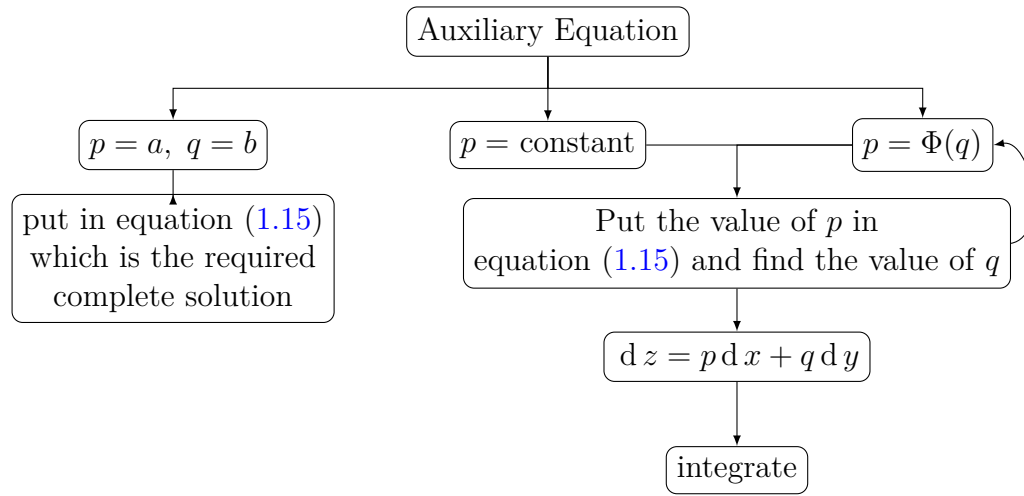 Auxiliary Equation
p = a, q = b
p = constant
p = Φ(q)
put in equation (1.15)
which is the required
complete solution
Put the value of p in
equation (1.15) and find the value of q
d z = p d x + q d y
integrate